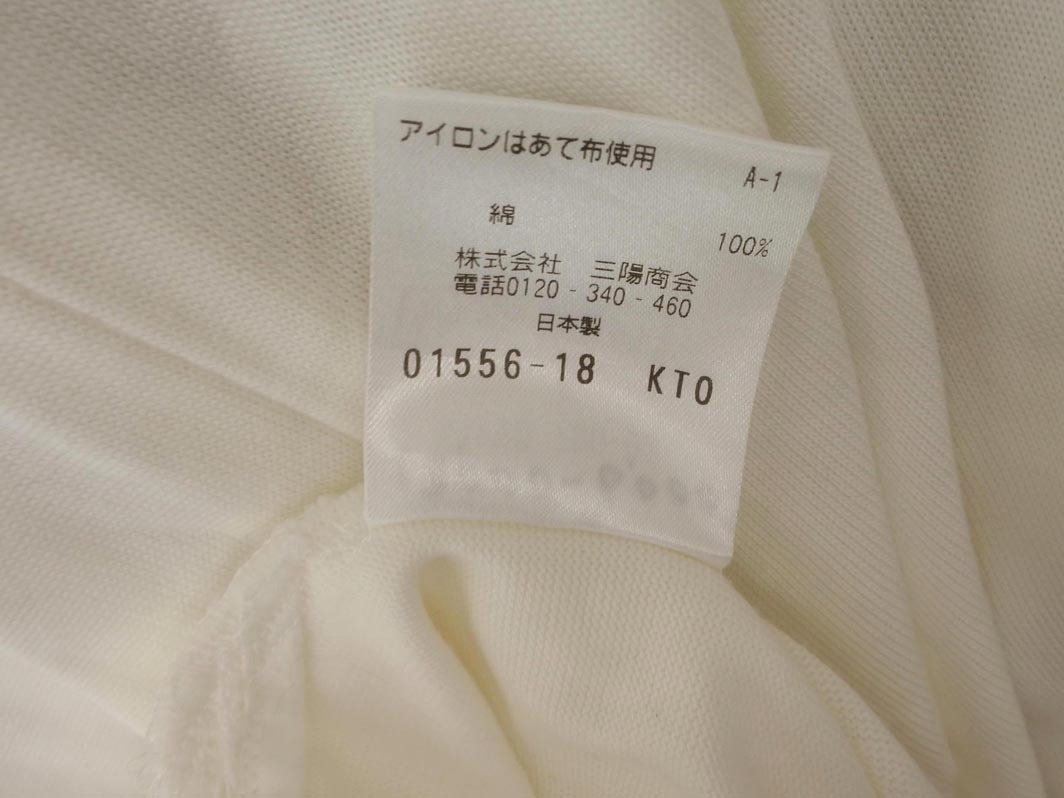 アイロンはあて布使用
A-1
綿 100%
株式会社 三陽商会
電話0120-340-460
日本製
01556-18 KTO